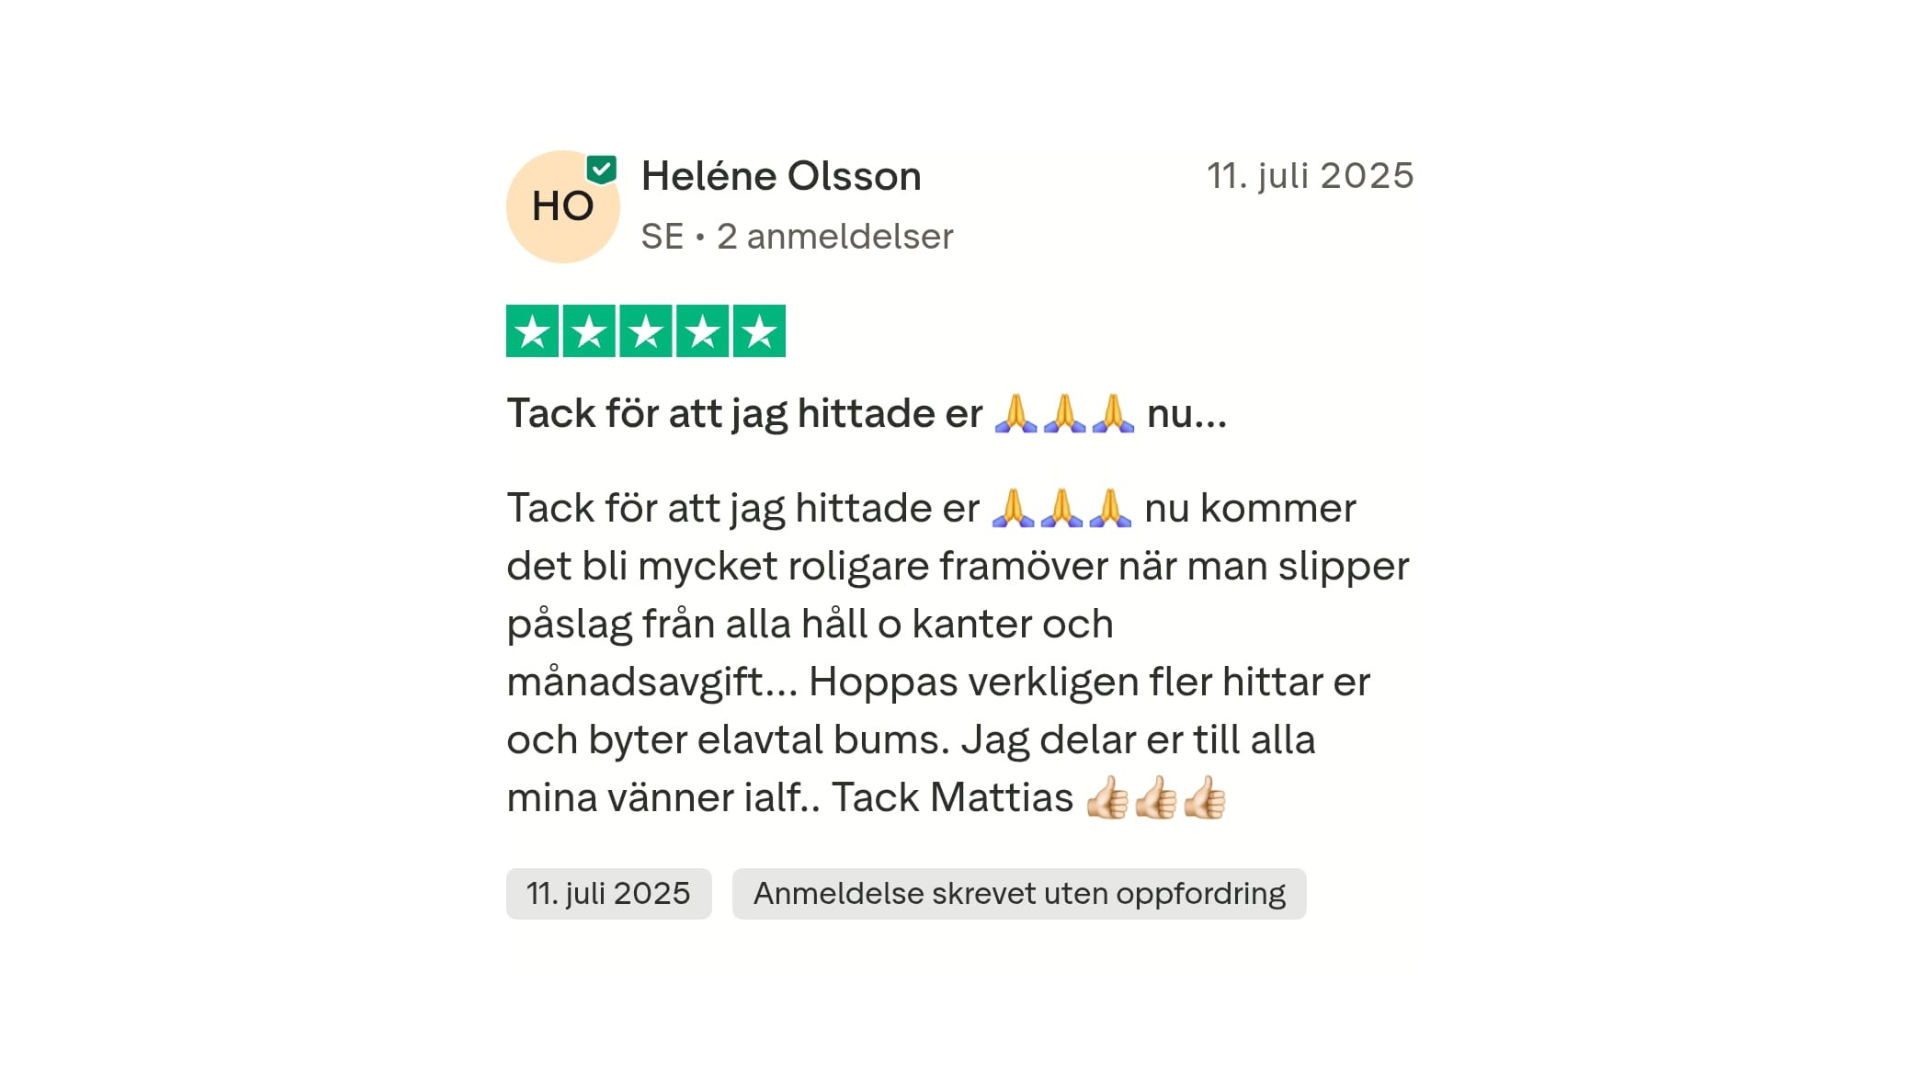 HO
Heléne Olsson
11. juli 2025
SE • 2 anmeldelser
Tack för att jag hittade er 🙏🙏🙏 nu...
Tack för att jag hittade er 🙏🙏🙏 nu kommer
det bli mycket roligare framöver när man slipper
påslag från alla håll o kanter och
månadsavgift... Hoppas verkligen fler hittar er
och byter elavtal bums. Jag delar er till alla
mina vänner ialf.. Tack Mattias 👍🏻👍🏻👍🏻
11. juli 2025
Anmeldelse skrevet uten oppfordring